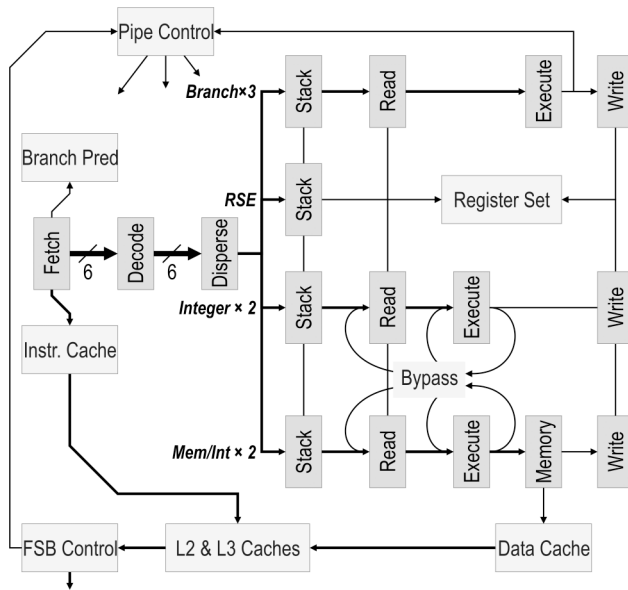 Pipe Control
Branch×3
Stack
Read
Execute
Write
Branch Pred
RSE
Stack
Register Set
Fetch
6
Decode
6
Disperse
Integer × 2
Stack
Read
Execute
Write
Instr. Cache
Bypass
Mem/Int × 2
Stack
Read
Execute
Memory
Write
FSB Control
L2 & L3 Caches
Data Cache